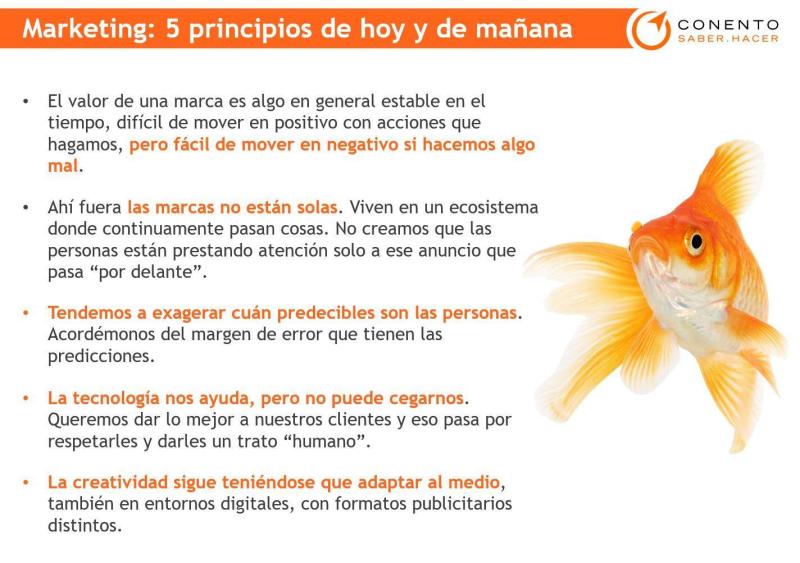 Marketing: 5 principios de hoy y de mañana
CONENTO
SABER.HACER
• El valor de una marca es algo en general estable en el
tiempo, difícil de mover en positivo con acciones que
hagamos, pero fácil de mover en negativo si hacemos algo
mal.
• Ahí fuera las marcas no están solas. Viven en un ecosistema
donde continuamente pasan cosas. No creamos que las
personas están prestando atención solo a ese anuncio que
pasa “por delante”.
• Tendemos a exagerar cuán predecibles son las personas.
Acordémonos del margen de error que tienen las
predicciones.
• La tecnología nos ayuda, pero no puede cegarnos.
Queremos dar lo mejor a nuestros clientes y eso pasa por
respetarles y darles un trato “humano”.
• La creatividad sigue teniéndose que adaptar al medio,
también en entornos digitales, con formatos publicitarios
distintos.